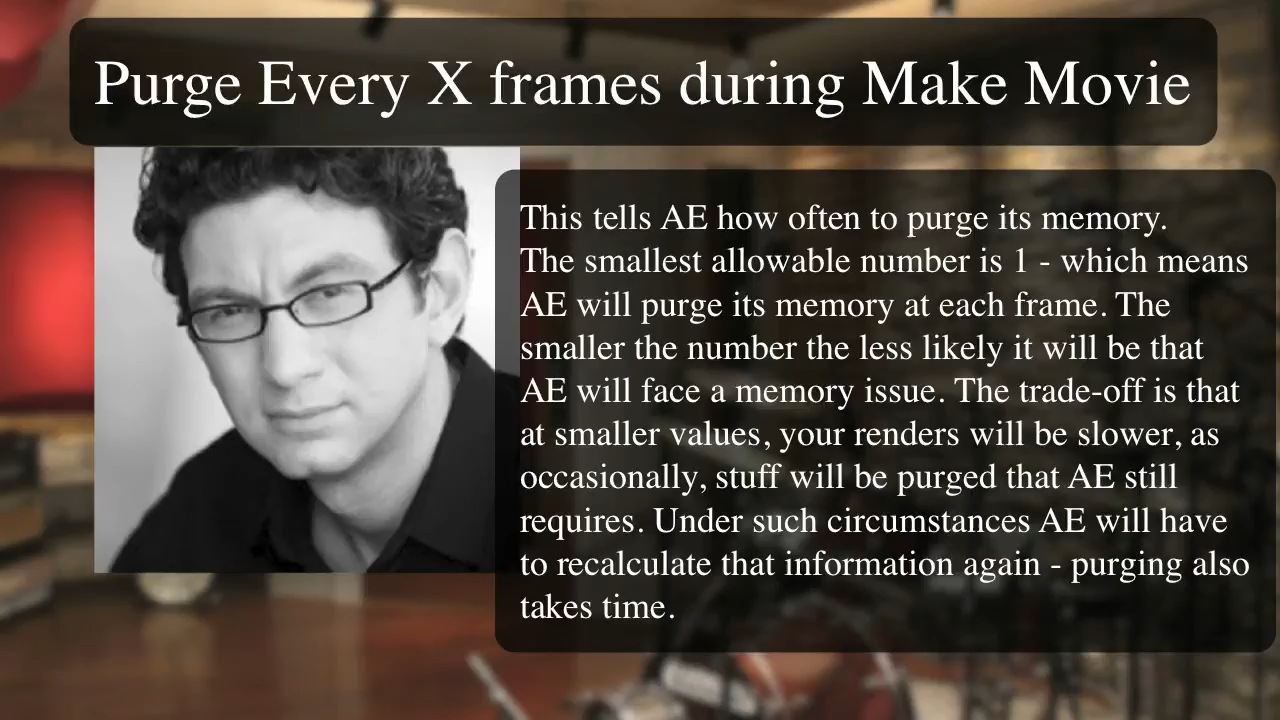 Purge Every X frames during Make Movie
This tells AE how often to purge its memory.
The smallest allowable number is 1 - which means
AE will purge its memory at each frame. The
smaller the number the less likely it will be that
AE will face a memory issue. The trade-off is that
at smaller values, your renders will be slower, as
occasionally, stuff will be purged that AE still
requires. Under such circumstances AE will have
to recalculate that information again - purging also
takes time.